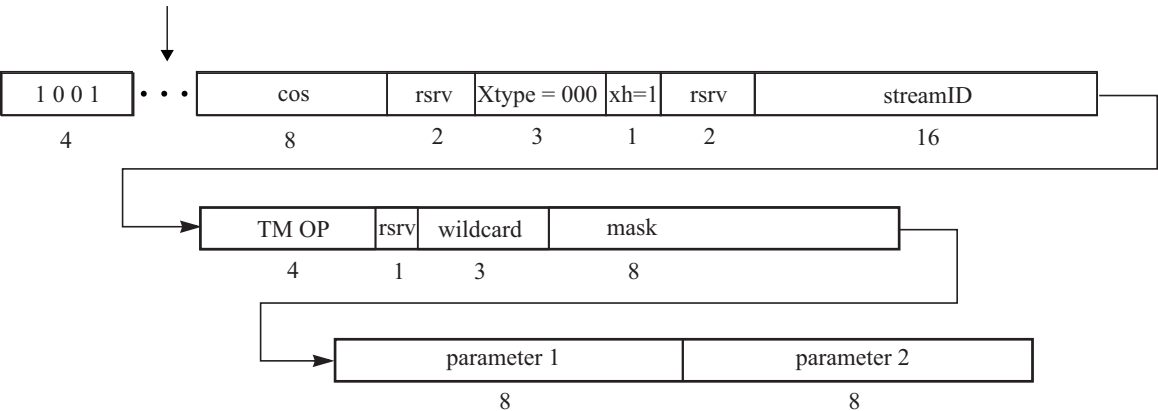 1 0 0 1 • • • cos rsrv Xtype = 000 xh=1 rsrv streamID
4 8 2 3 1 2 16
TM OP rsrv wildcard mask
4 1 3 8
parameter 1 parameter 2
8 8